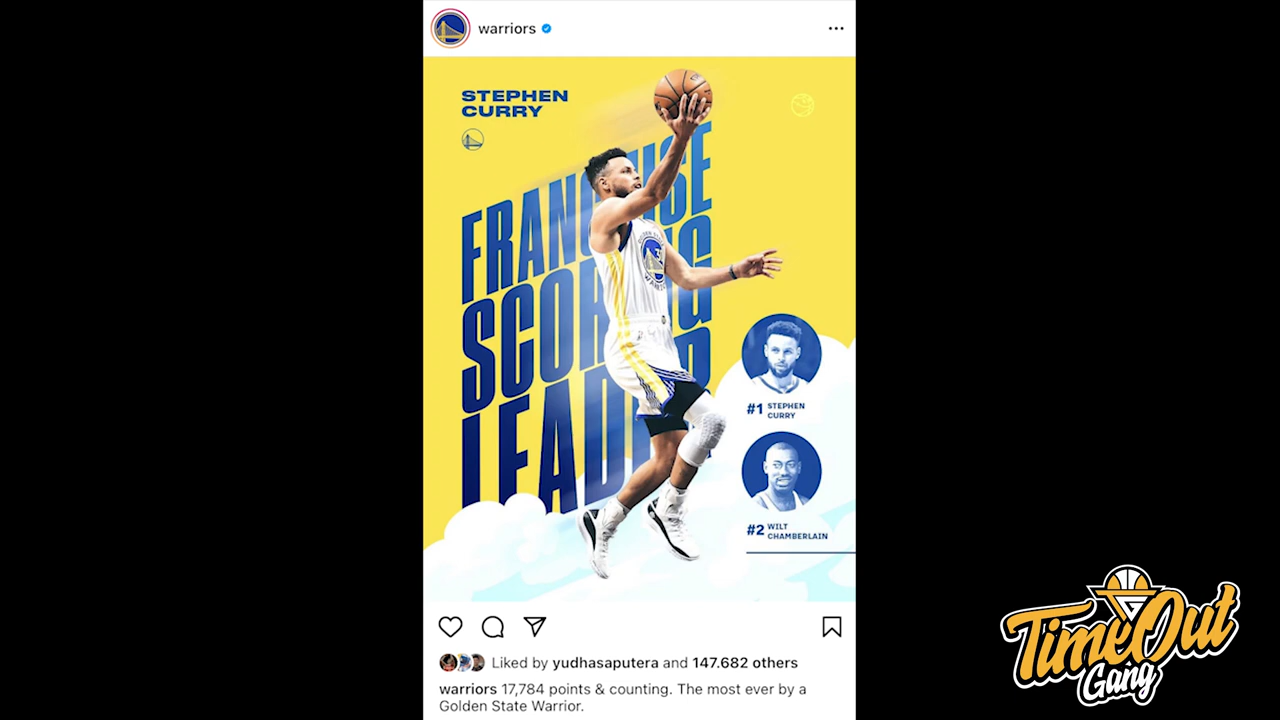 warriors
STEPHEN
CURRY
FRANCHISE
SCORING
LEADER
#1 STEPHEN
CURRY
#2 WILT
CHAMBERLAIN
Liked by yudhasaputera and 147.682 others
warriors 17,784 points & counting. The most ever by a
Golden State Warrior.
TimeOut
Gang